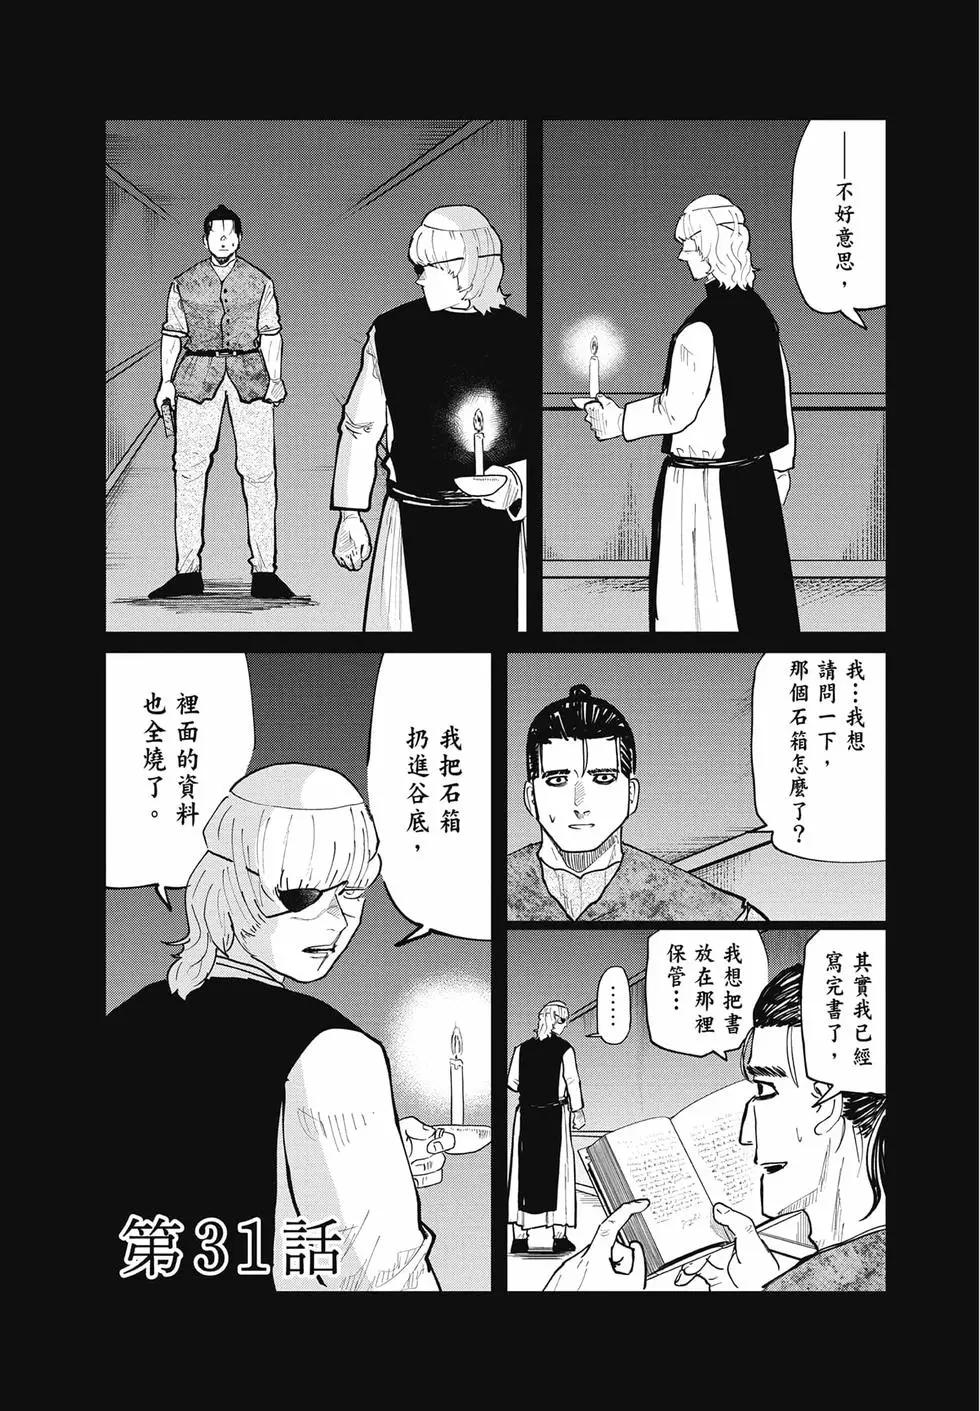 ——不好意思，
我…我想
請問一下，
那個石箱怎麼了？
其實我已經
寫完書了，
我想把書
放在那裡
保管…
……
我把石箱
扔進谷底，
裡面的資料
也全燒了。
第31話